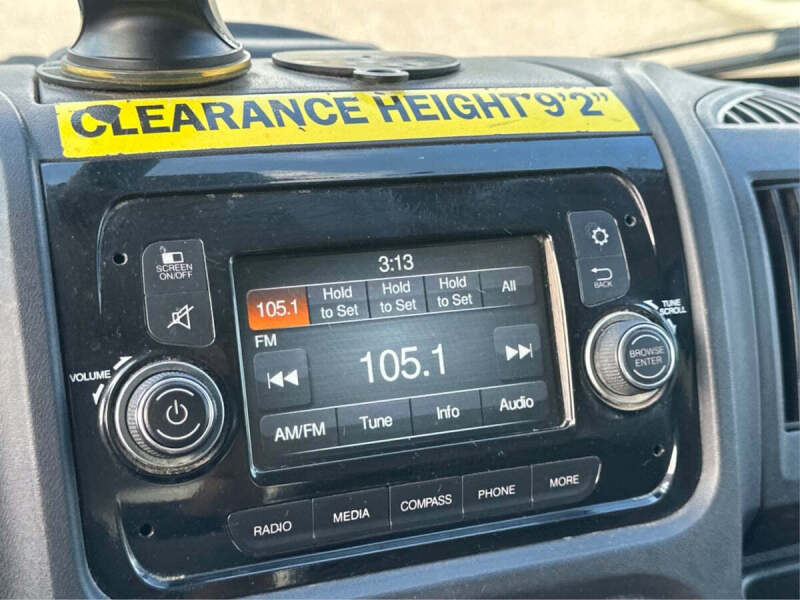 CLEARANCE HEIGHT 9'2"
SCREEN
ON/OFF
VOLUME
3:13
105.1
Hold
to Set
Hold
to Set
Hold
to Set
All
FM
105.1
AM/FM
Tune
Info
Audio
BACK
TUNE
SCROLL
BROWSE
ENTER
RADIO
MEDIA
COMPASS
PHONE
MORE